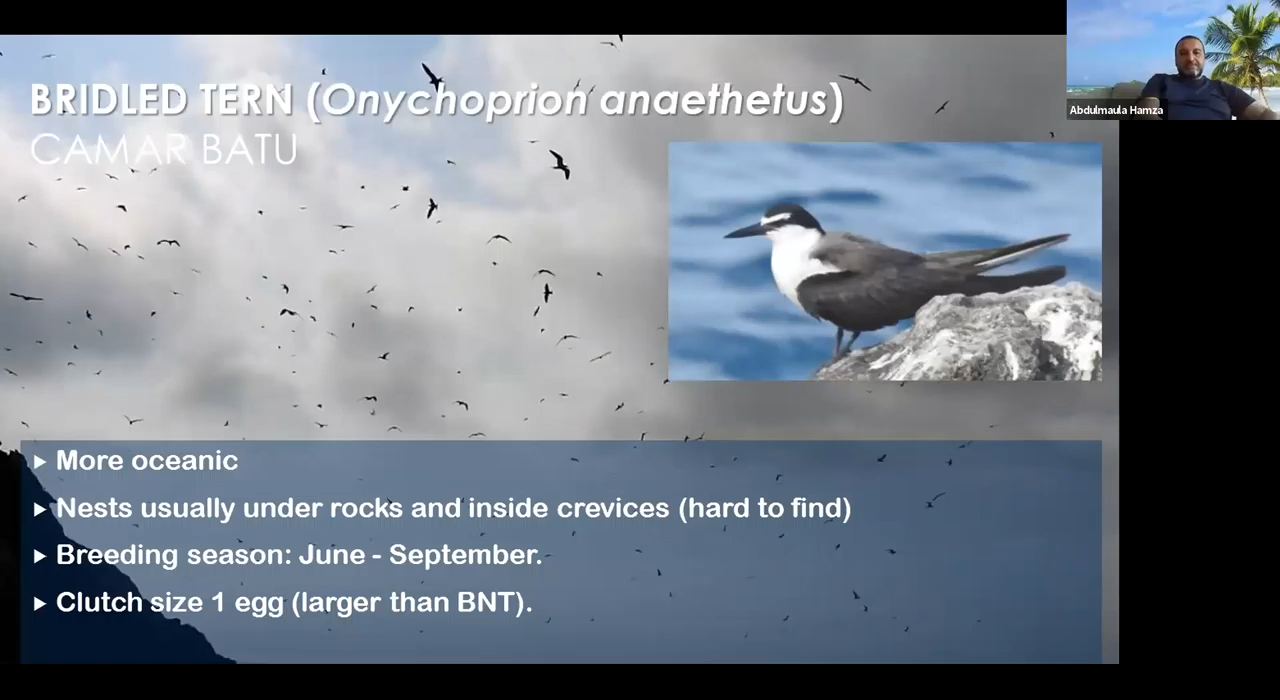 BRIDLED TERN (Onychoprion anaethetus)
CAMAR BATU
Abdulmaula Hamza
More oceanic
Nests usually under rocks and inside crevices (hard to find)
Breeding season: June - September.
Clutch size 1 egg (larger than BNT).